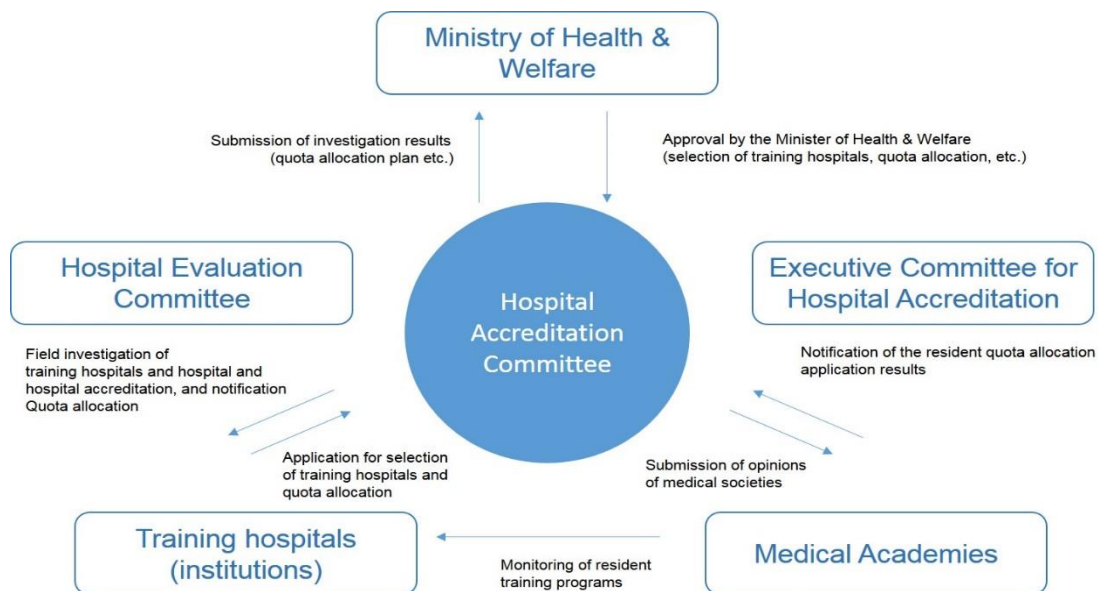 Ministry of Health &
Welfare
Submission of investigation results
(quota allocation plan etc.)
Approval by the Minister of Health & Welfare
(selection of training hospitals, quota allocation, etc.)
Hospital Evaluation
Committee
Hospital
Accreditation
Committee
Executive Committee for
Hospital Accreditation
Field investigation of
training hospitals and hospital and
hospital accreditation, and notification
Quota allocation
Notification of the resident quota allocation
application results
Application for selection
of training hospitals and
quota allocation
Submission of opinions
of medical societies
Training hospitals
(institutions)
Monitoring of resident
training programs
Medical Academies